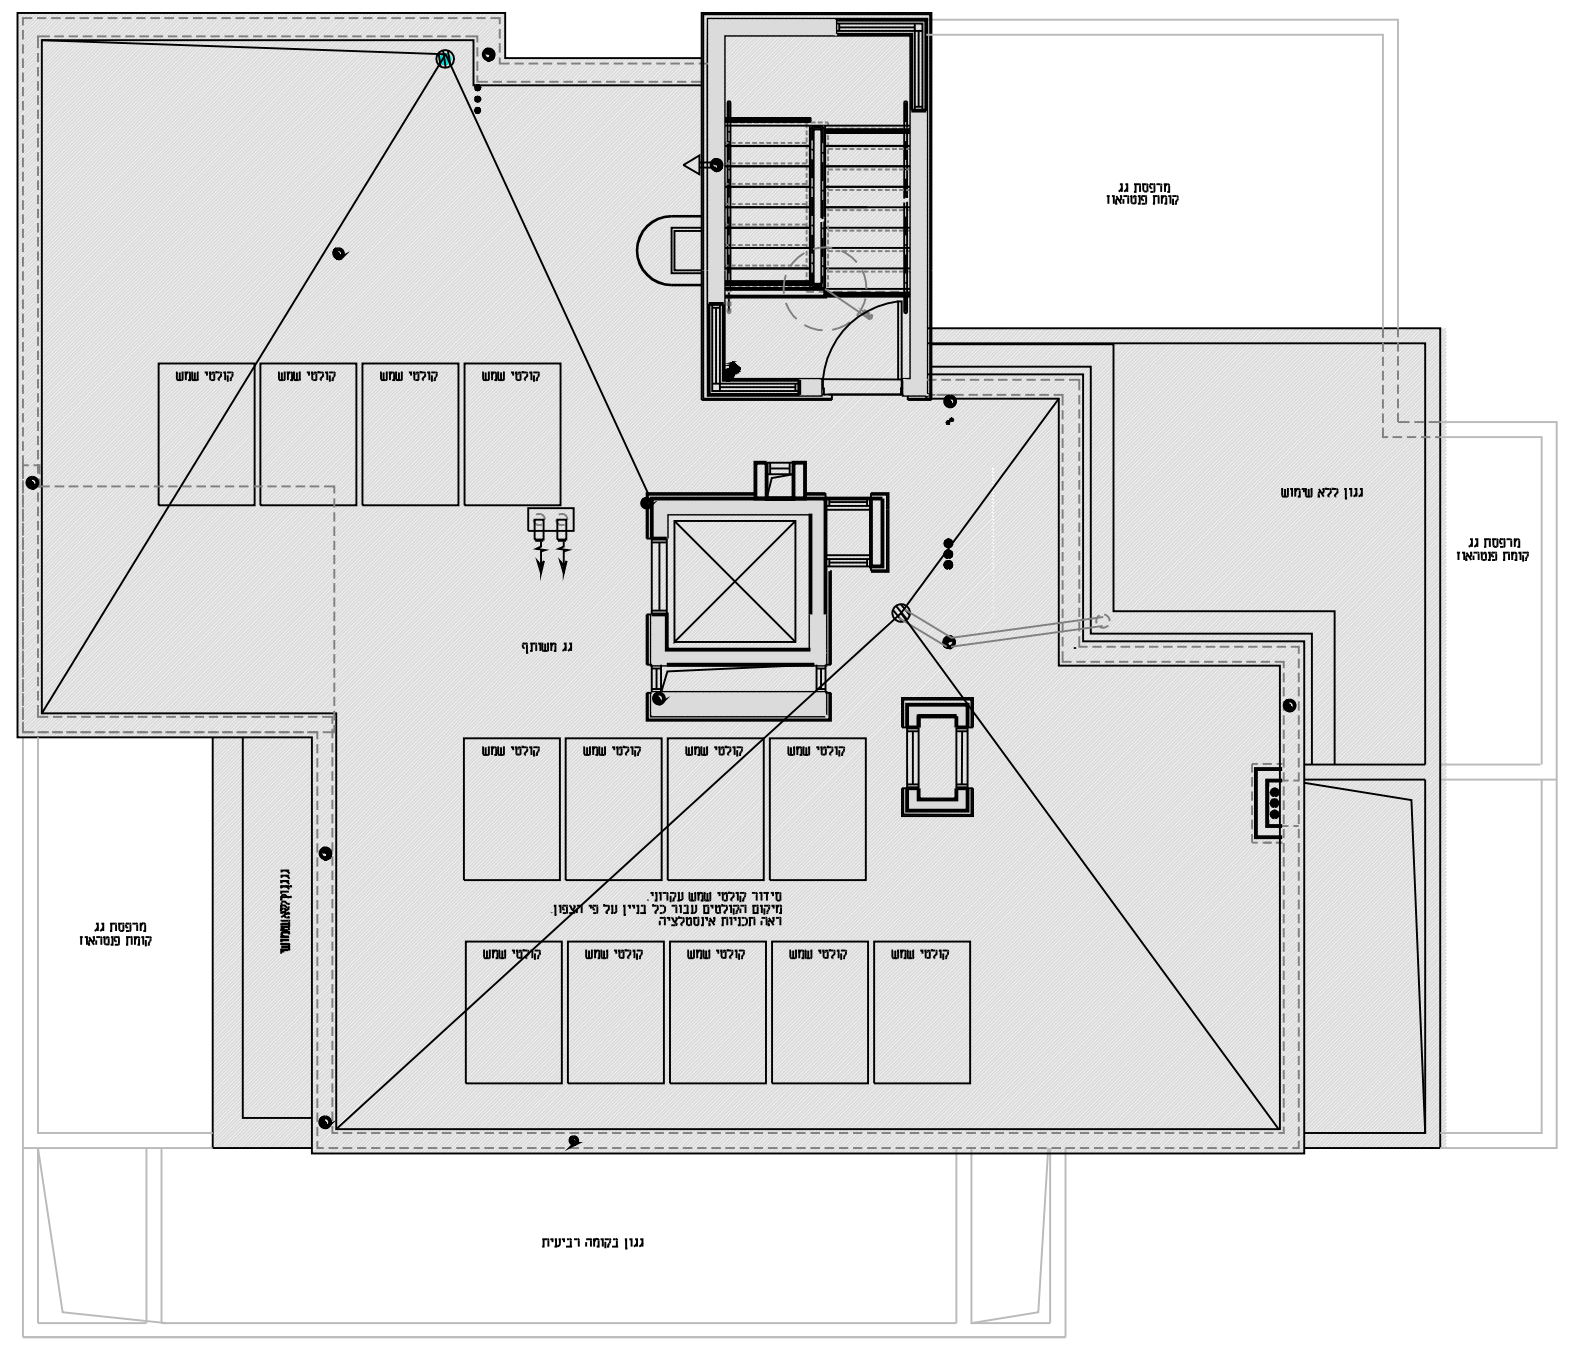 מרפסת גג
קומת פנטהאוז
קולטי שמש
קולטי שמש
קולטי שמש
קולטי שמש
גגון ללא שימוש
מרפסת גג
קומת פנטהאוז
גג משותף
קולטי שמש
קולטי שמש
קולטי שמש
קולטי שמש
סידור קולטי שמש עקרוני.
מיקום הקולטים עבור כל בניין על פי הצפון.
ראה תכניות אינסטלציה
מרפסת גג
קומת פנטהאוז
קולטי שמש
קולטי שמש
קולטי שמש
קולטי שמש
קולטי שמש
גגון בקומה רביעית